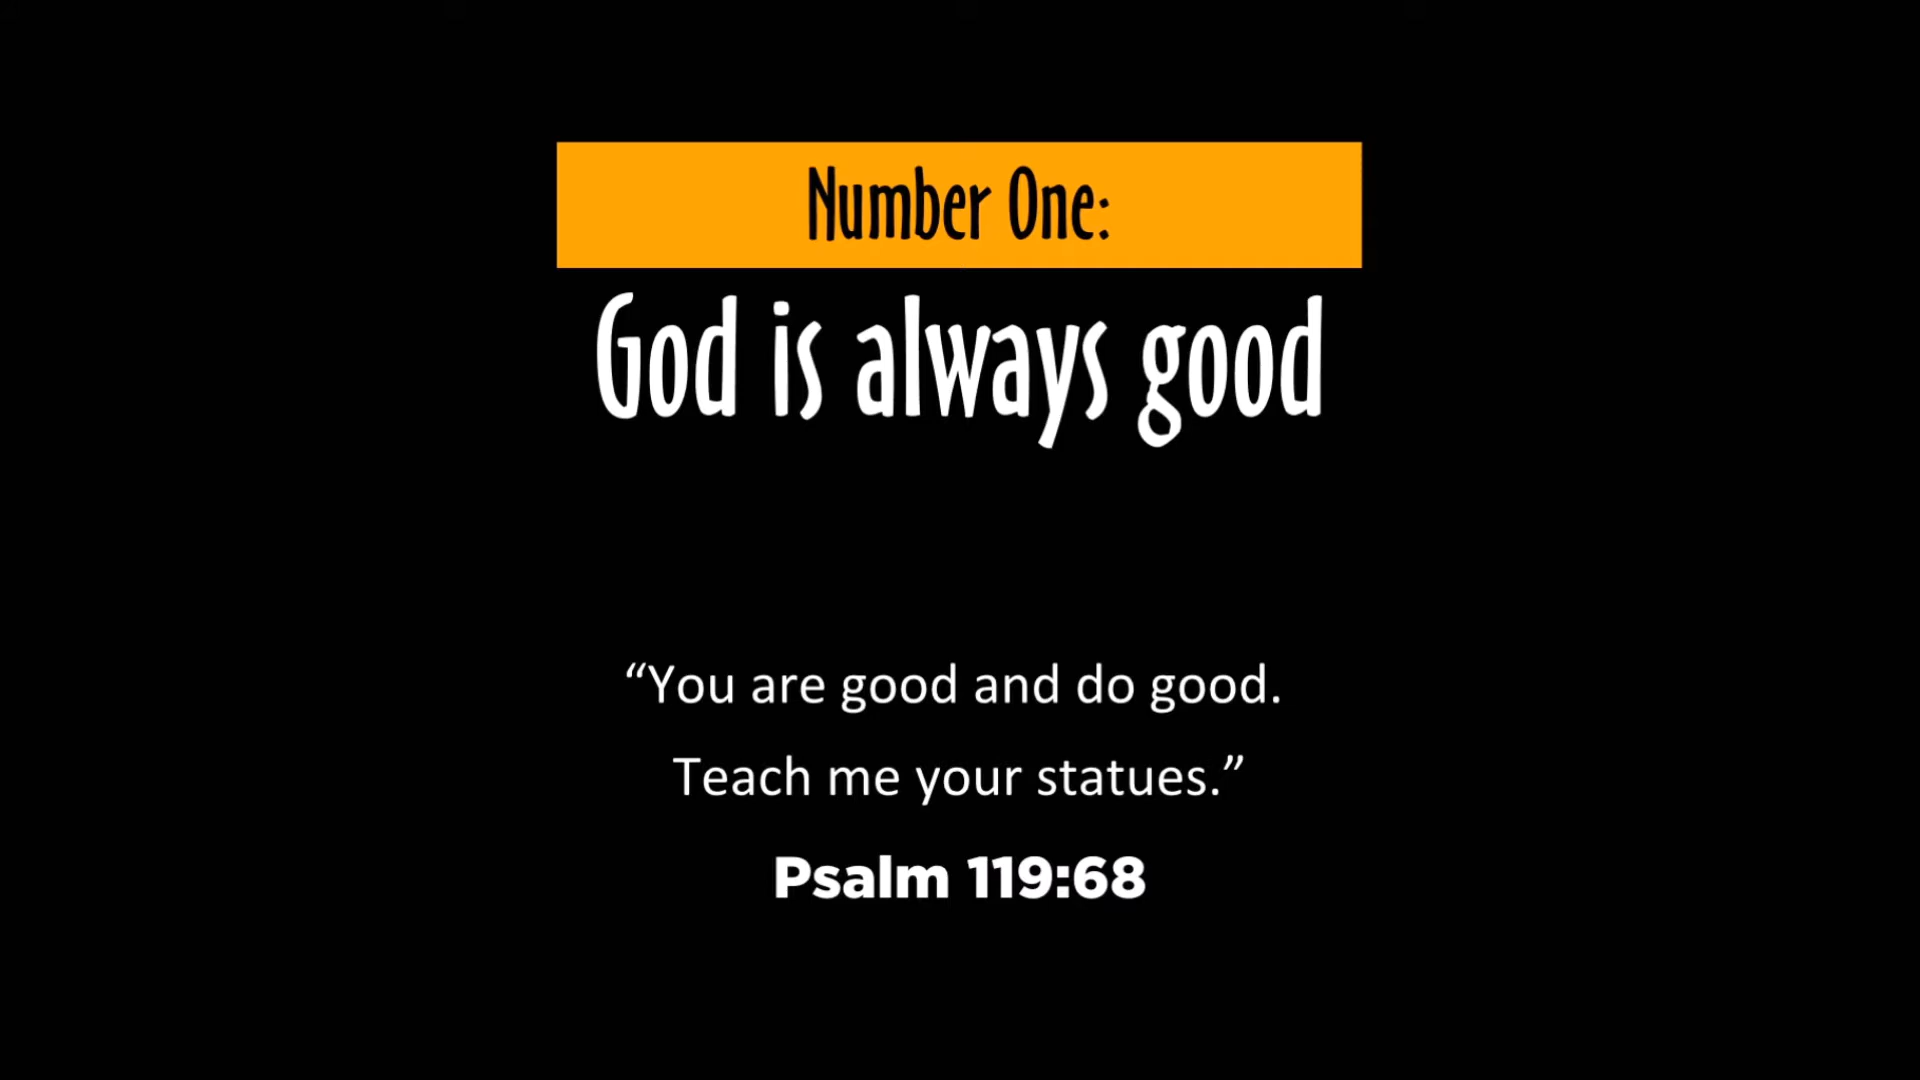 Number One:
God is always good
“You are good and do good.
Teach me your statues.”
Psalm 119:68